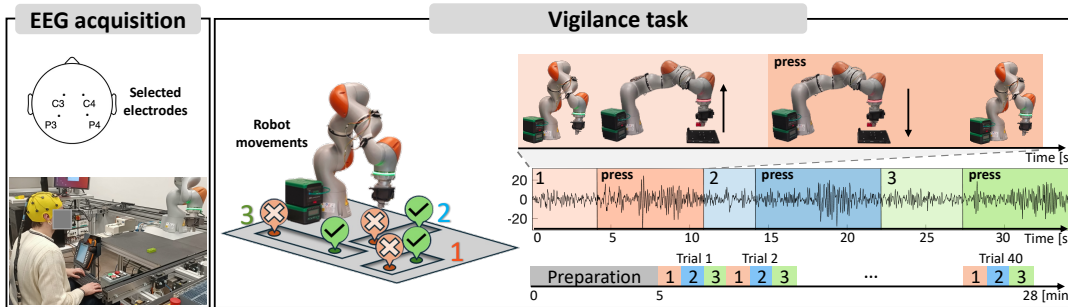 EEG acquisition
C3 C4
P3 P4
Selected
electrodes
Vigilance task
Robot
movements
3
2
1
press
Time [s
20
0
-20
1 press 2 press 3 press
0 5 10 15 20 25 30
Time [s
Trial 1 Trial 2 Trial 40
Preparation 1 2 3 1 2 3 ... 1 2 3
0 5 28 [min